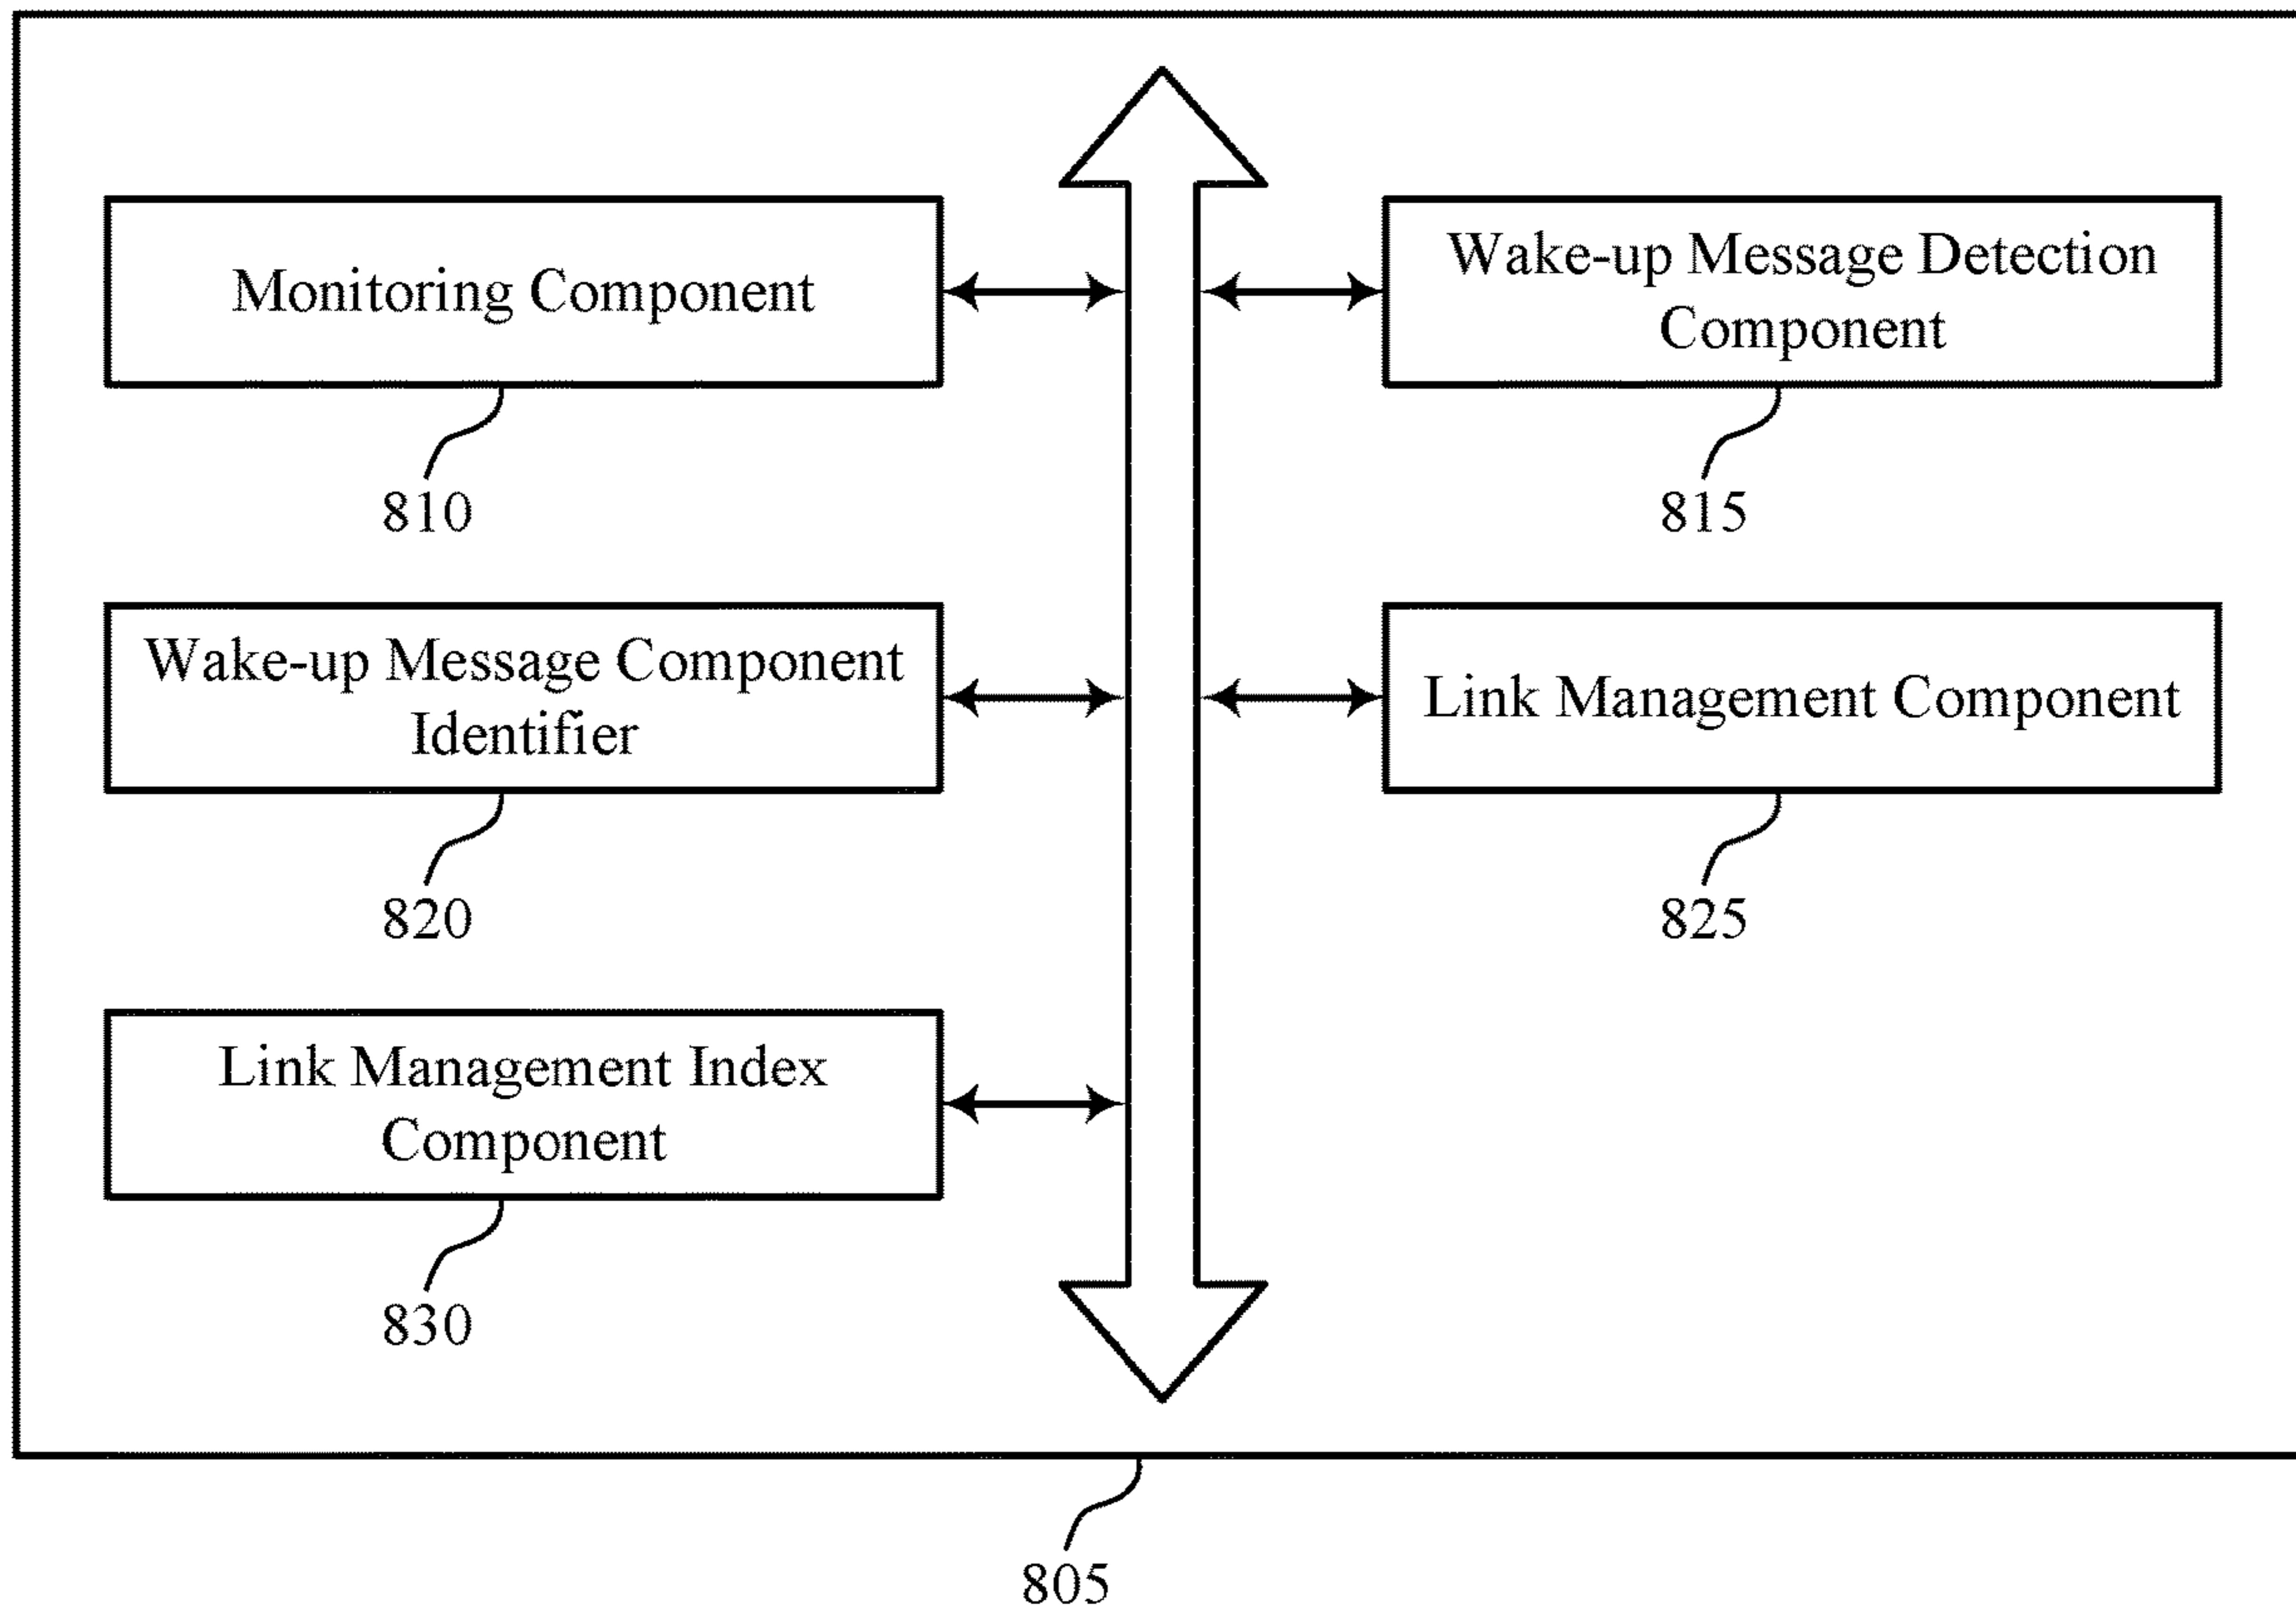 Monitoring Component
810
Wake-up Message Detection
Component
815
Wake-up Message Component
Identifier
820
Link Management Component
825
Link Management Index
Component
830
805